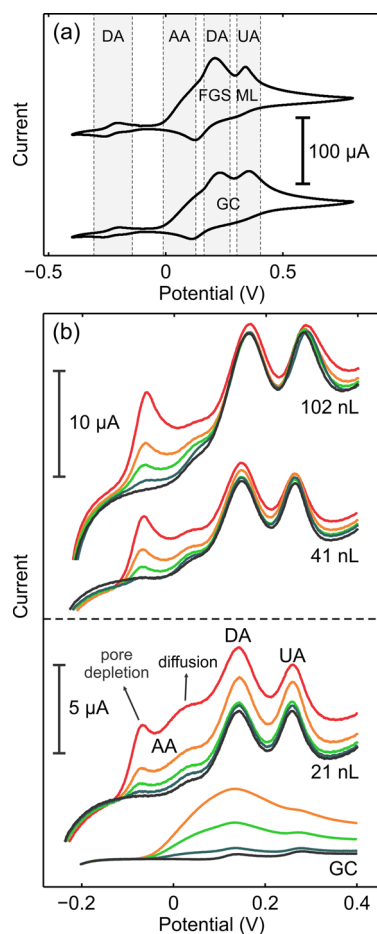 (a)
DA AA DA UA
FGS ML
100 µA
GC
Current
−0.5 0 0.5
Potential (V)
(b)
102 nL
10 µA
41 nL
Current
DA
pore
depletion
diffusion
UA
AA
5 µA
21 nL
GC
−0.2 0 0.2 0.4
Potential (V)